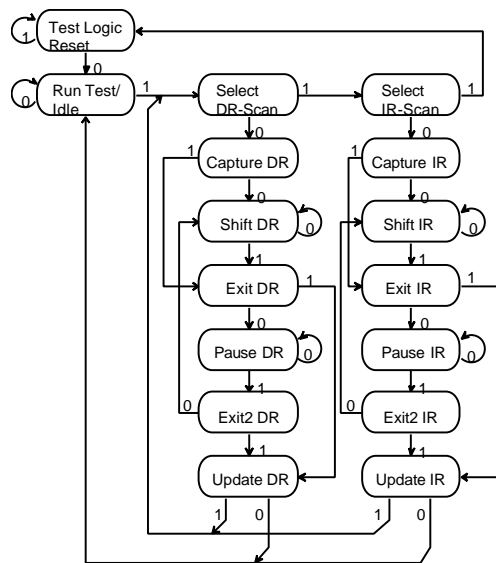 Test Logic
Reset
1
0
Run Test/
Idle
0
1
Select
DR-Scan
1
Select
IR-Scan
1
0
0
1
Capture DR
1
Capture IR
0
0
Shift DR
0
Shift IR
0
1
1
Exit DR
1
Exit IR
1
0
0
Pause DR
0
Pause IR
0
1
1
0
Exit2 DR
0
Exit2 IR
1
1
Update DR
Update IR
1
0
1
0